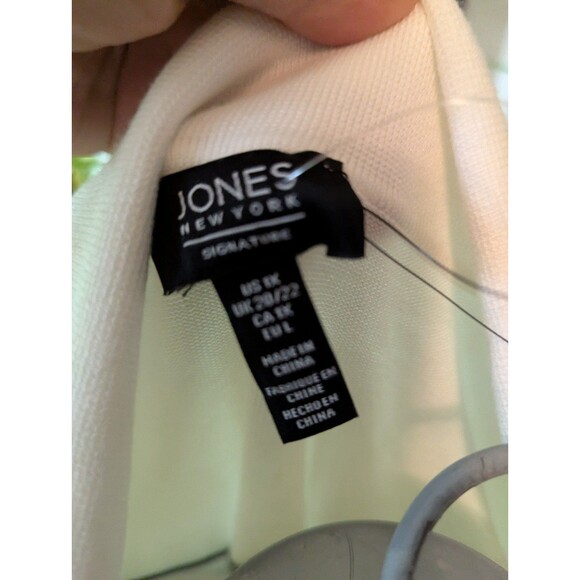 JONES
NEW YORK
SIGNATURE
US 1X
UK 20/22
CA 1X
EU L
MADE IN
CHINA
FABRIQUE EN
CHINE
HECHO EN
CHINA